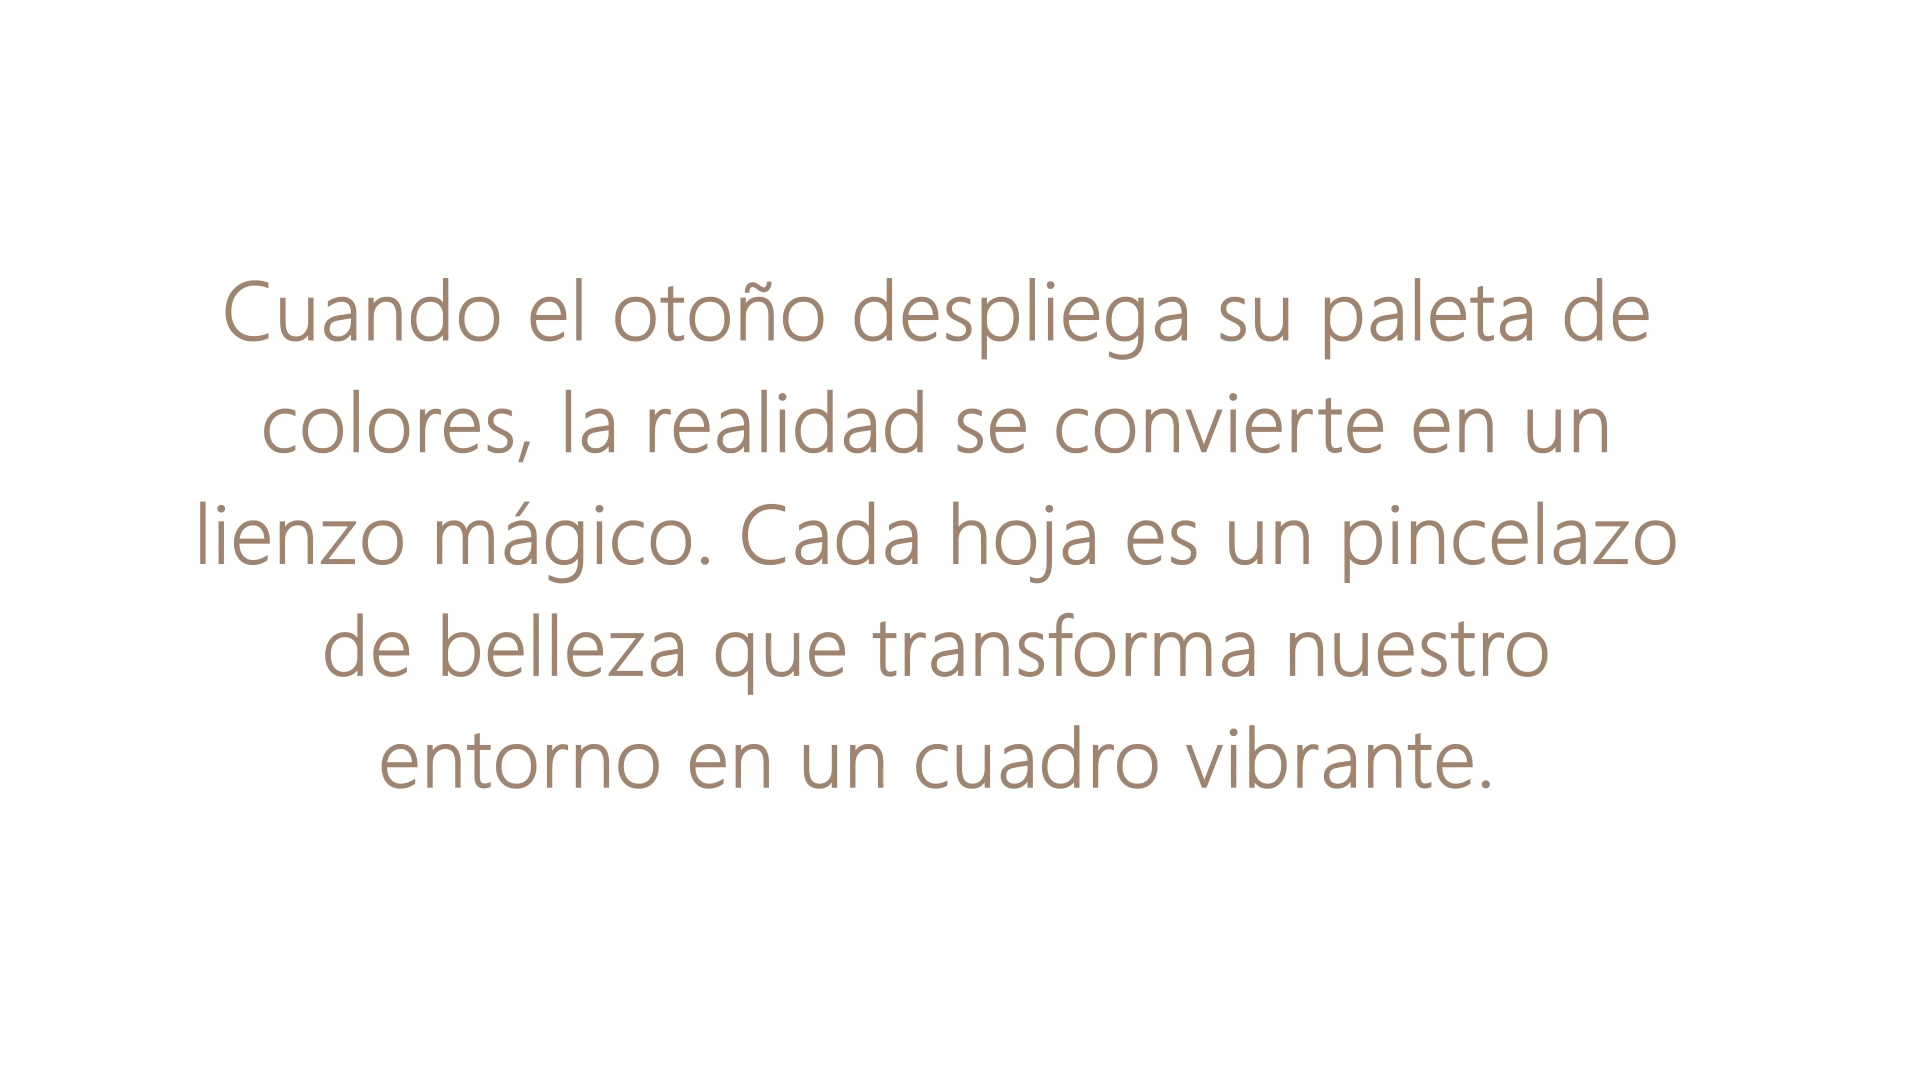 Cuando el otoño despliega su paleta de
colores, la realidad se convierte en un
lienzo mágico. Cada hoja es un pincelazo
de belleza que transforma nuestro
entorno en un cuadro vibrante.